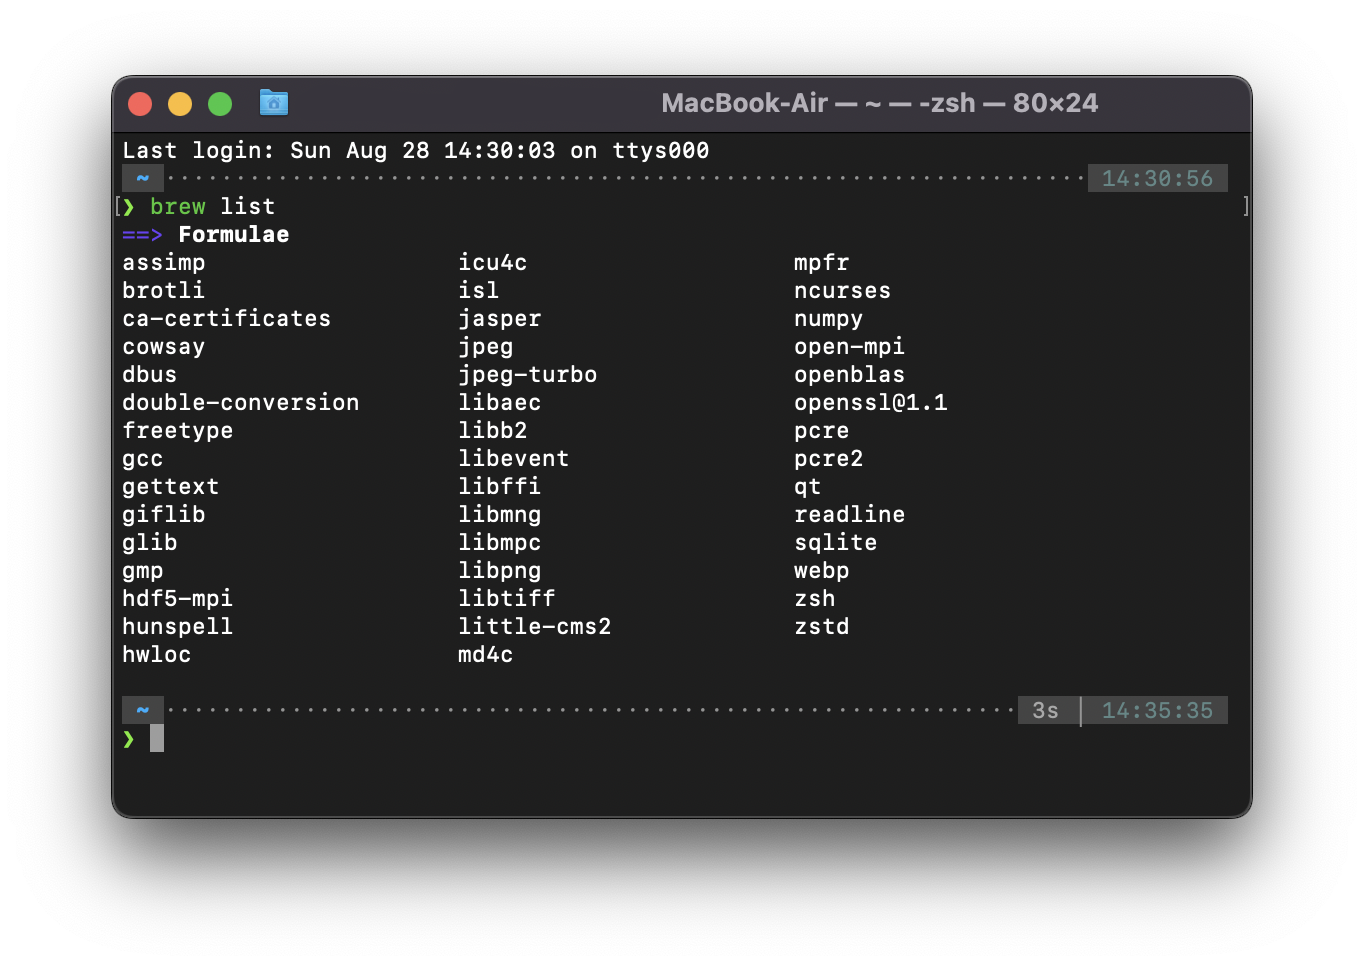 MacBook-Air — ~ — -zsh — 80×24
Last login: Sun Aug 28 14:30:03 on ttys000
~ 14:30:56
[❯ brew list ]
==> Formulae
assimp icu4c mpfr
brotli isl ncurses
ca-certificates jasper numpy
cowsay jpeg open-mpi
dbus jpeg-turbo openblas
double-conversion libaec openssl@1.1
freetype libb2 pcre
gcc libevent pcre2
gettext libffi qt
giflib libmng readline
glib libmpc sqlite
gmp libpng webp
hdf5-mpi libtiff zsh
hunspell little-cms2 zstd
hwloc md4c
~ 3s │ 14:35:35
❯